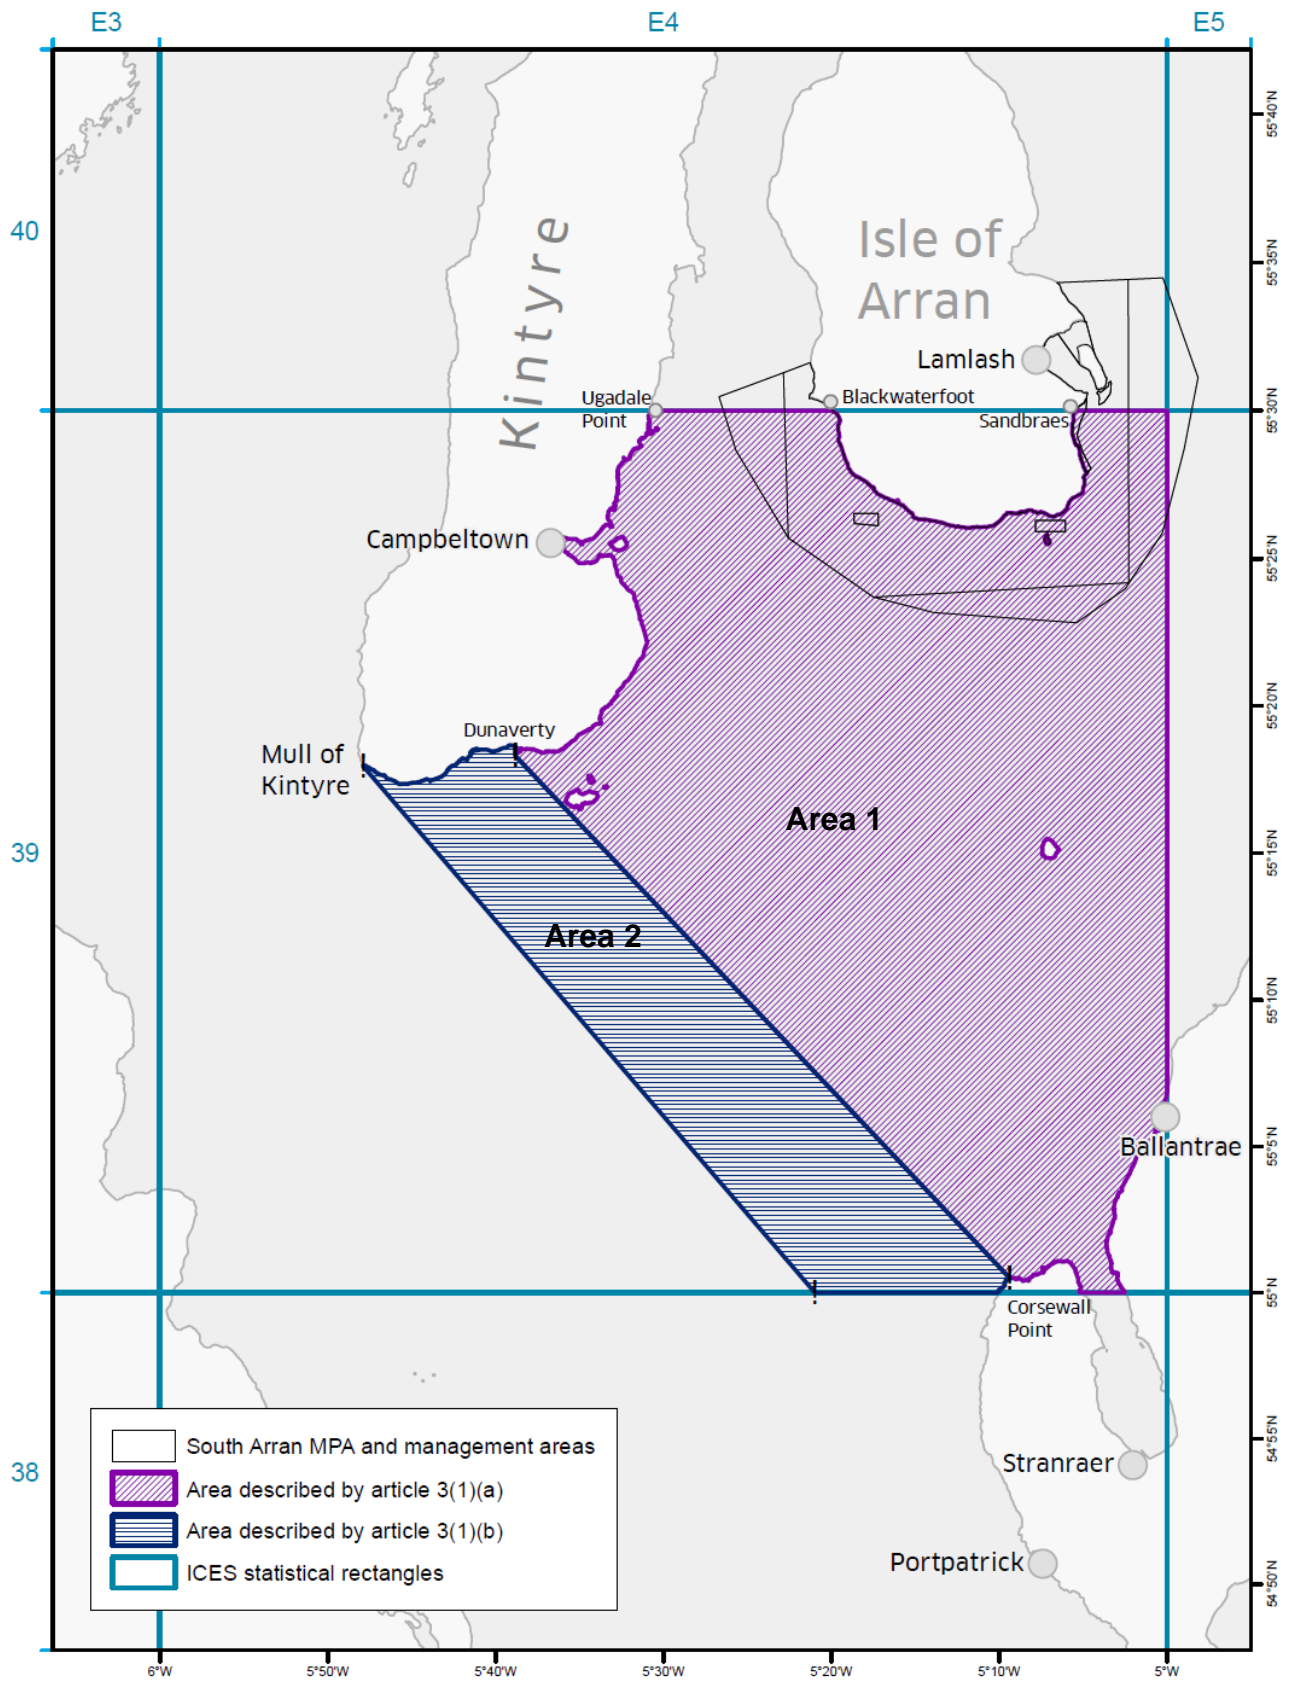 E3
E4
E5
55°40'N
40
Kintyre
Isle of
Arran
55°35'N
Lamlash
Ugadale
Point
Blackwaterfoot
Sandbraes
55°30'N
Campbeltown
55°25'N
55°20'N
Dunaverty
Mull of
Kintyre
Area 1
39
55°15'N
Area 2
55°10'N
Ballantrae
55°5'N
55°N
Corsewall
Point
54°55'N
South Arran MPA and management areas
Area described by article 3(1)(a)
Area described by article 3(1)(b)
ICES statistical rectangles
38
Stranraer
Portpatrick
54°50'N
6°W
5°50'W
5°40'W
5°30'W
5°20'W
5°10'W
5°W